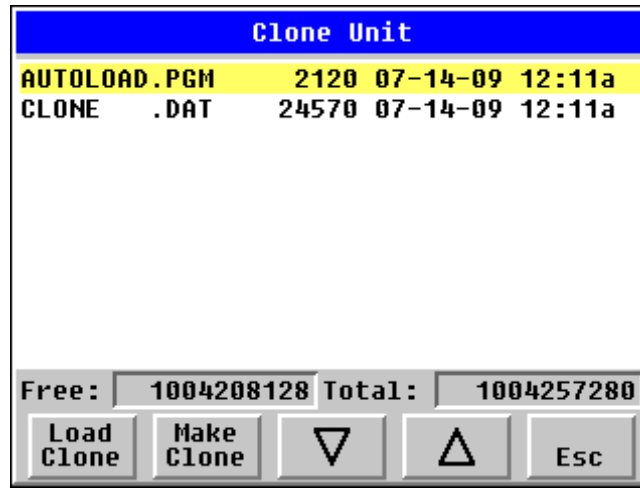 Clone Unit
AUTOLOAD.PGM 2120 07-14-09 12:11a
CLONE .DAT 24570 07-14-09 12:11a
Free: 1004208128 Total: 1004257280
Load Clone Make Clone Esc